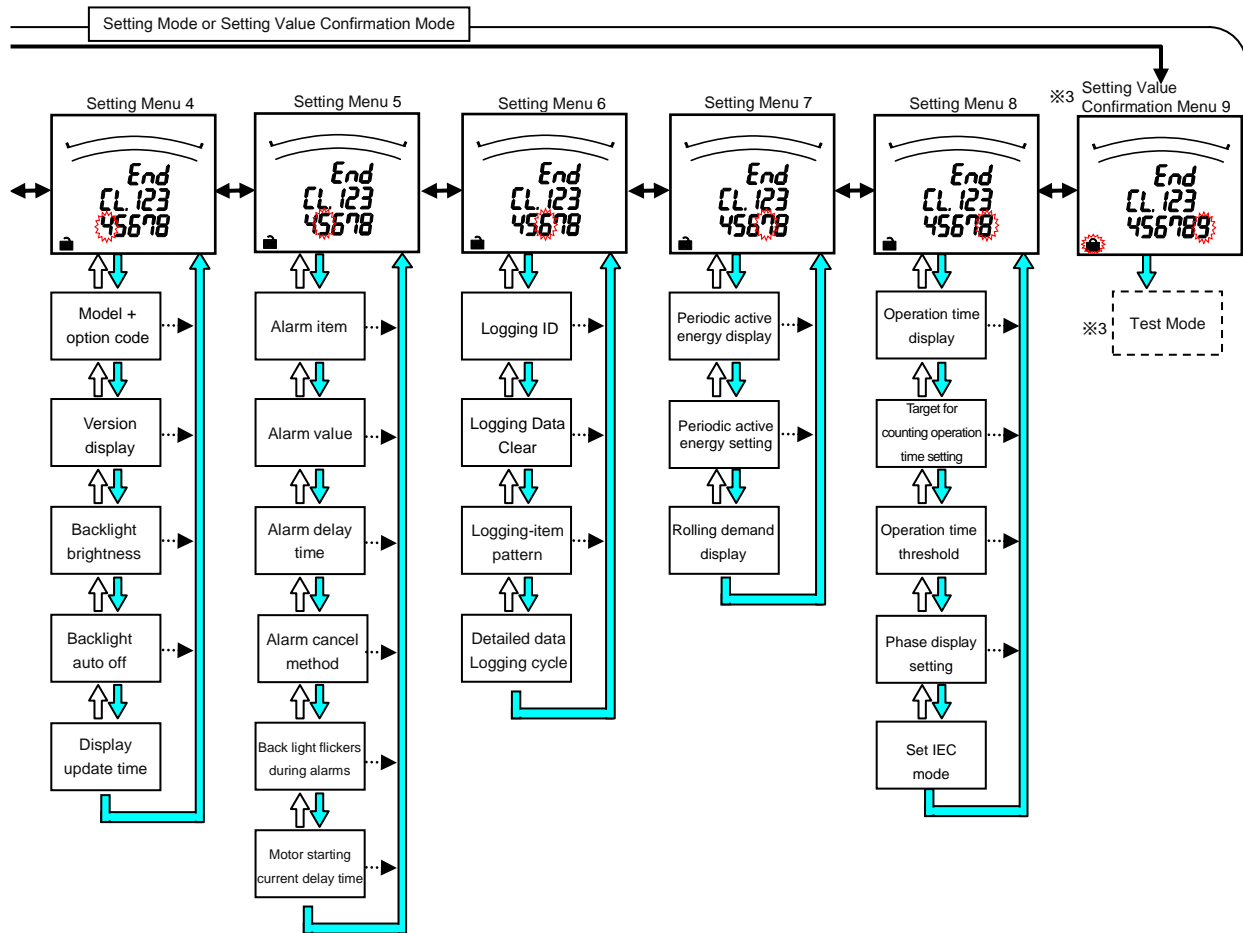 Setting Mode or Setting Value Confirmation Mode
Setting Menu 4
End
CL.123
45678
Model +
option code
Version
display
Backlight
brightness
Backlight
auto off
Display
update time
Setting Menu 5
End
CL.123
45678
Alarm item
Alarm value
Alarm delay
time
Alarm cancel
method
Back light flickers
during alarms
Motor starting
current delay time
Setting Menu 6
End
CL.123
45678
Logging ID
Logging Data
Clear
Logging-item
pattern
Detailed data
Logging cycle
Setting Menu 7
End
CL.123
45678
Periodic active
energy display
Periodic active
energy setting
Rolling demand
display
Setting Menu 8
End
CL.123
45678
Operation time
display
Target for
counting operation
time setting
Operation time
threshold
Phase display
setting
Set IEC
mode
※3 Setting Value
Confirmation Menu 9
End
CL.123
456789
※3 Test Mode